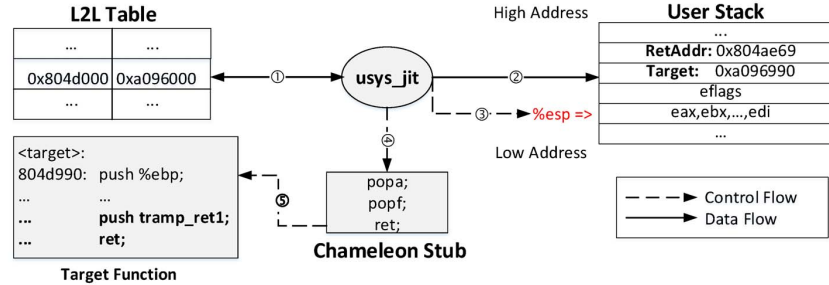 L2L Table
High Address
User Stack
...
...
0x804d000
0xa096000
...
...
①
usys_jit
②
③
%esp =>
...
RetAddr: 0x804ae69
Target: 0xa096990
eflags
eax,ebx,...,edi
...
Low Address
④
<target>:
804d990: push %ebp;
... ...
... push tramp_ret1;
... ret;
Target Function
⑤
popa;
popf;
ret;
Chameleon Stub
Control Flow
Data Flow